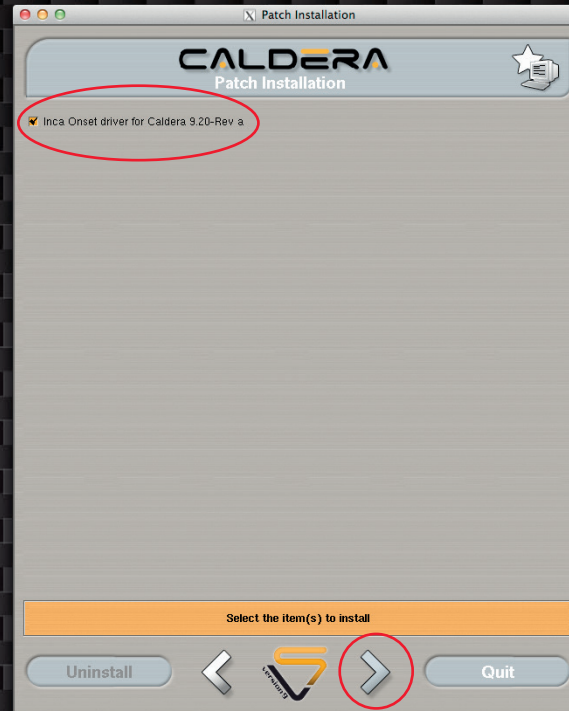 Patch Installation
CALDERA
Patch Installation
Inca Onset driver for Caldera 9.20-Rev a
Select the item(s) to install
Uninstall
version9
Quit